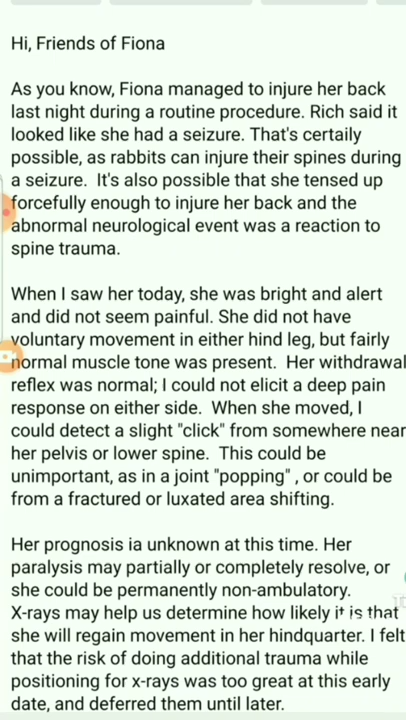 Hi, Friends of Fiona
As you know, Fiona managed to injure her back
last night during a routine procedure. Rich said it
looked like she had a seizure. That's certaily
possible, as rabbits can injure their spines during
a seizure.  It's also possible that she tensed up
forcefully enough to injure her back and the
abnormal neurological event was a reaction to
spine trauma.
When I saw her today, she was bright and alert
and did not seem painful. She did not have
voluntary movement in either hind leg, but fairly
normal muscle tone was present.  Her withdrawal
reflex was normal; I could not elicit a deep pain
response on either side.  When she moved, I
could detect a slight "click" from somewhere near
her pelvis or lower spine.  This could be
unimportant, as in a joint "popping" , or could be
from a fractured or luxated area shifting.
Her prognosis ia unknown at this time. Her
paralysis may partially or completely resolve, or
she could be permanently non-ambulatory.
X-rays may help us determine how likely it is that
she will regain movement in her hindquarter. I felt
that the risk of doing additional trauma while
positioning for x-rays was too great at this early
date, and deferred them until later.